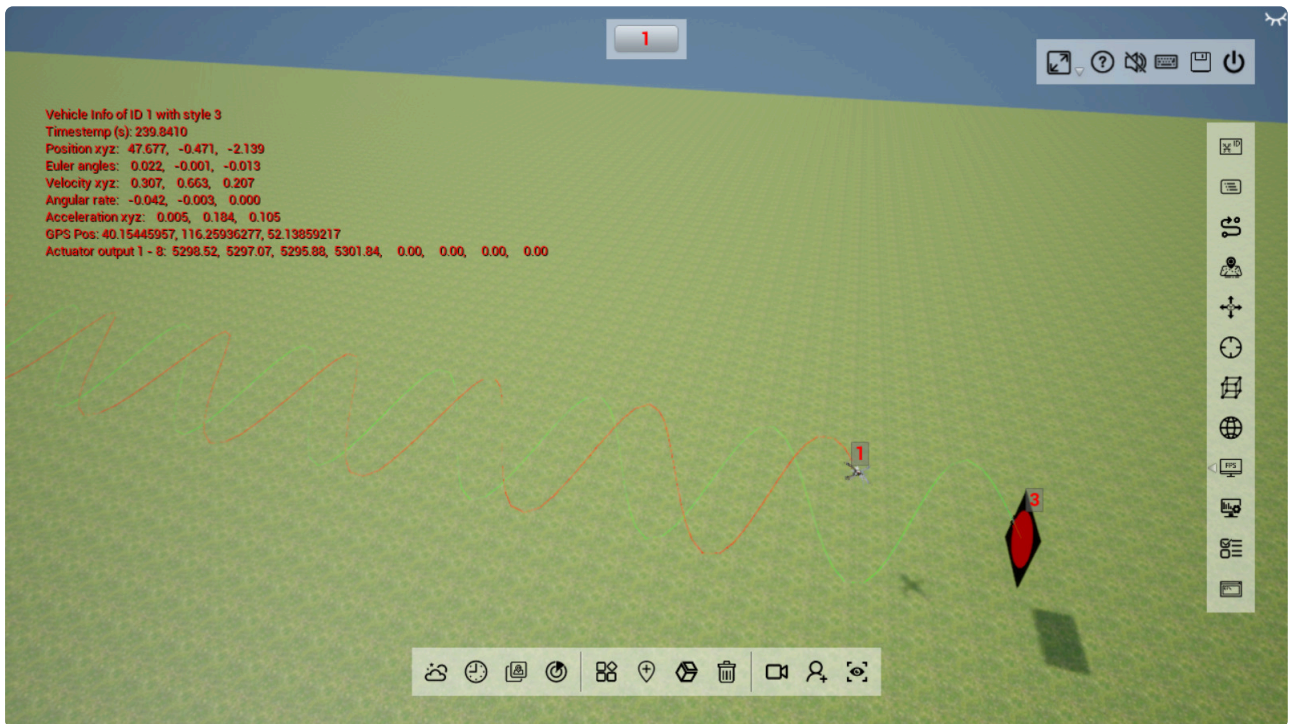 1
Vehicle Info of ID 1 with style 3
Timestemp (s): 239.8410
Position xyz: 47.677, -0.471, -2.139
Euler angles: 0.022, -0.001, -0.013
Velocity xyz: 0.307, 0.663, 0.207
Angular rate: -0.042, -0.003, 0.000
Acceleration xyz: 0.005, 0.184, 0.105
GPS Pos: 40.15445957, 116.25936277, 52.13859217
Actuator output 1 - 8: 5298.52, 5297.07, 5295.88, 5301.84, 0.00, 0.00, 0.00, 0.00
ID
FPS
1
3